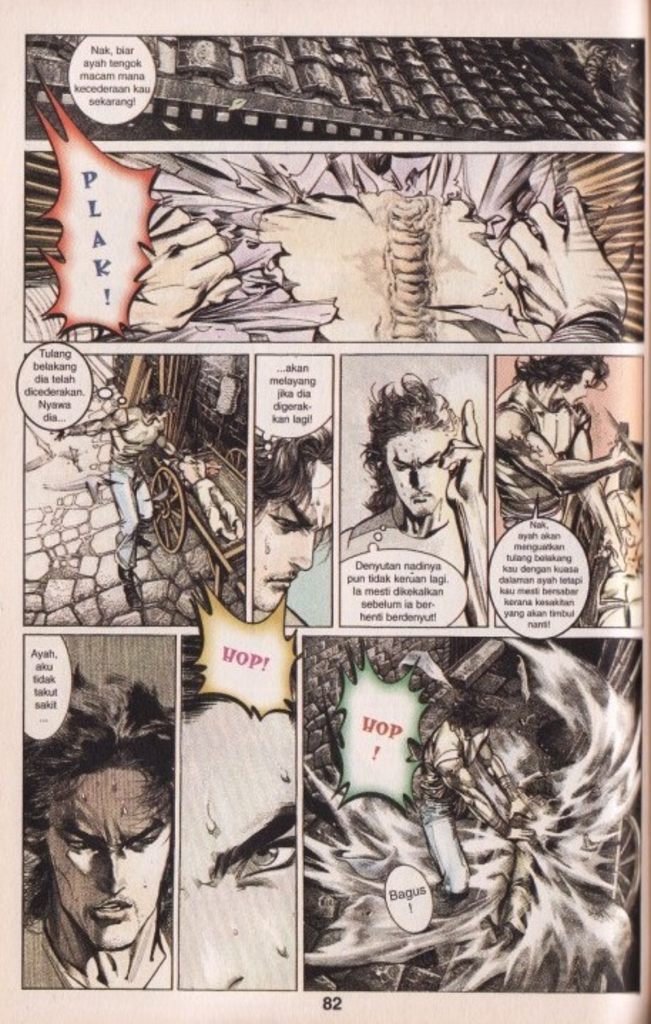 Nak, biar
ayah tengok
macam mana
kecederaan kau
sekarang!
PLAK!
Tulang
belakang
dia telah
dicederakan.
Nyawa
dia...
...akan
melayang
jika dia
digerak-
kan lagi!
Denyutan nadinya
pun tidak keruan lagi.
Ia mesti dikekalkan
sebelum ia ber-
henti berdenyut!
Nak,
ayah akan
menguatkan
tulang belakang
kau dengan kuasa
dalaman ayah tetapi
kau mesti bersabar
kerana kesakitan
yang akan timbul
nanti!
Ayah,
aku
tidak
takut
sakit
...
HOP!
HOP
!
Bagus
!
82